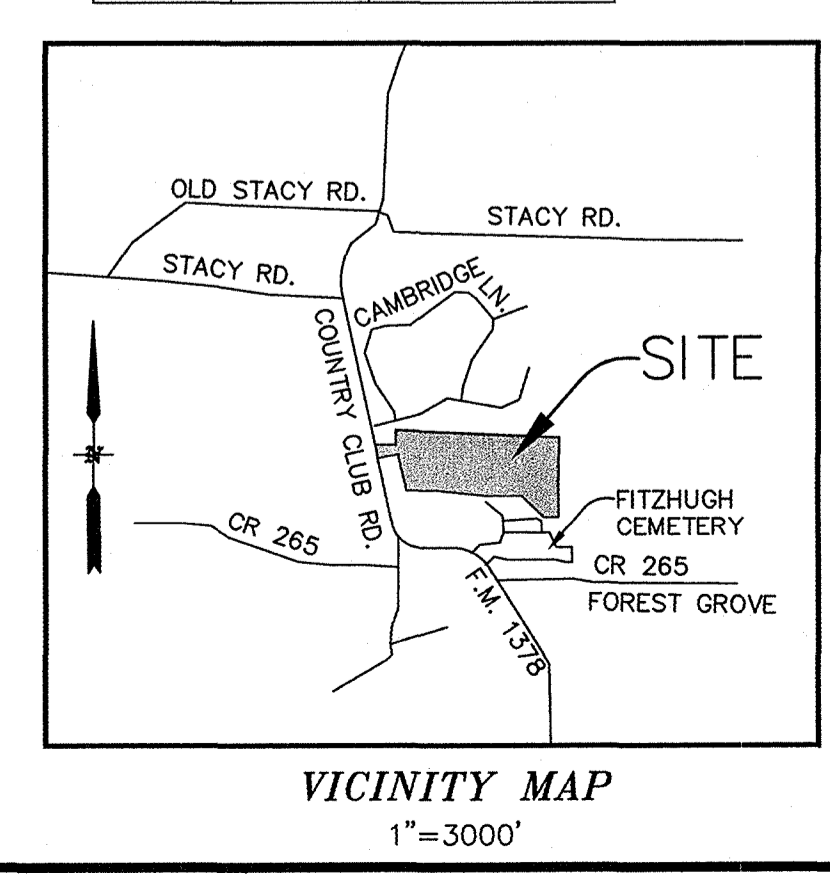 OLD STACY RD.
STACY RD.
STACY RD.
CAMBRIDGE LN.
COUNTRY CLUB RD.
SITE
N
FITZHUGH
CEMETERY
CR 265
CR 265
FOREST GROVE
F.M. 1378
VICINITY MAP
1"=3000'